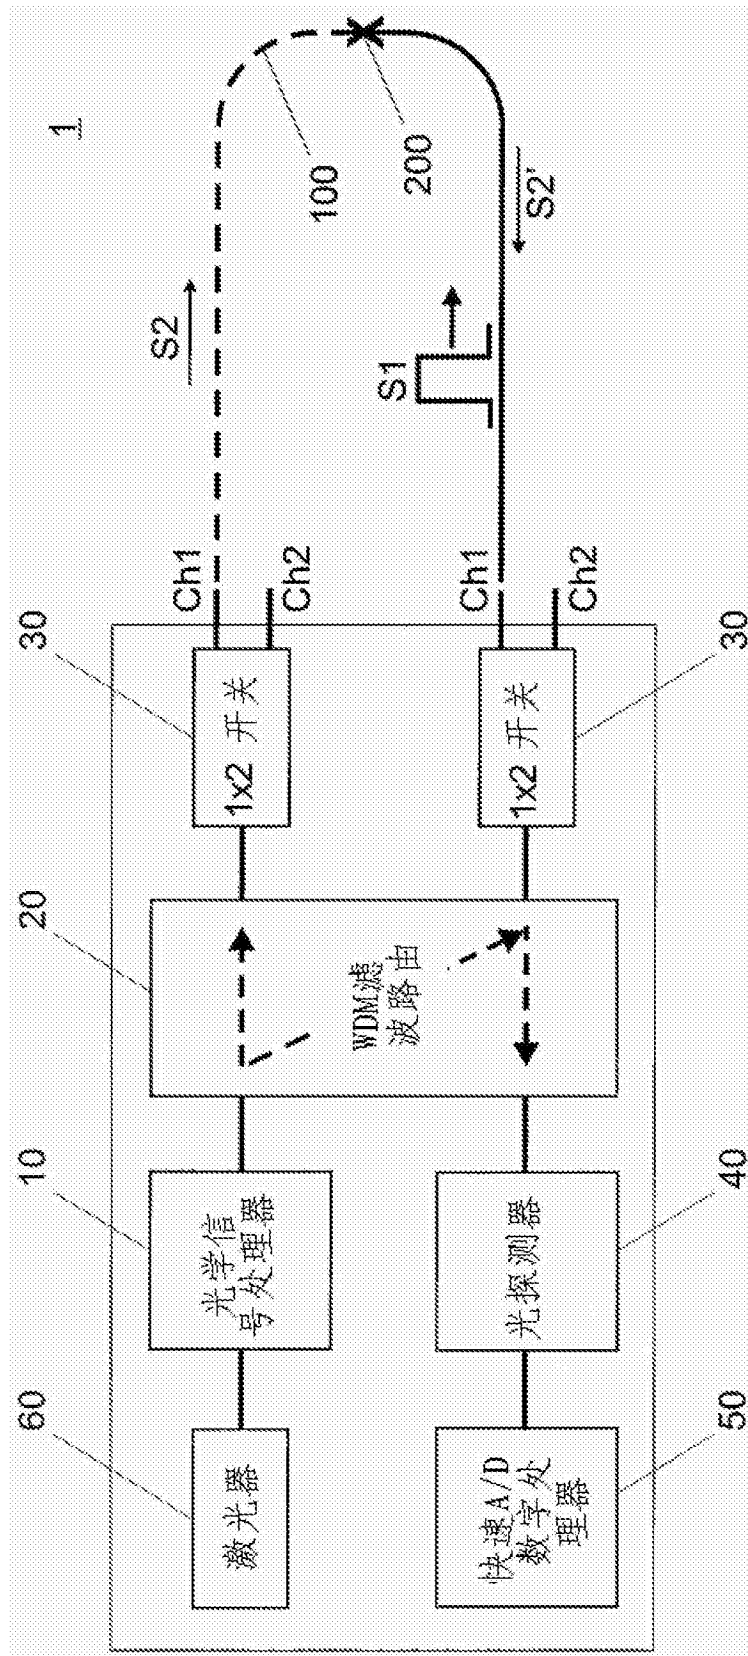 1
60
10
20
30
激光器
光学信
号处理器
WDM滤
波路由
1x2 开关
Ch1
Ch2
S2
100
200
快速A/D
数字处
理器
光探测器
1x2 开关
Ch1
Ch2
S1
S2'
50
40
30